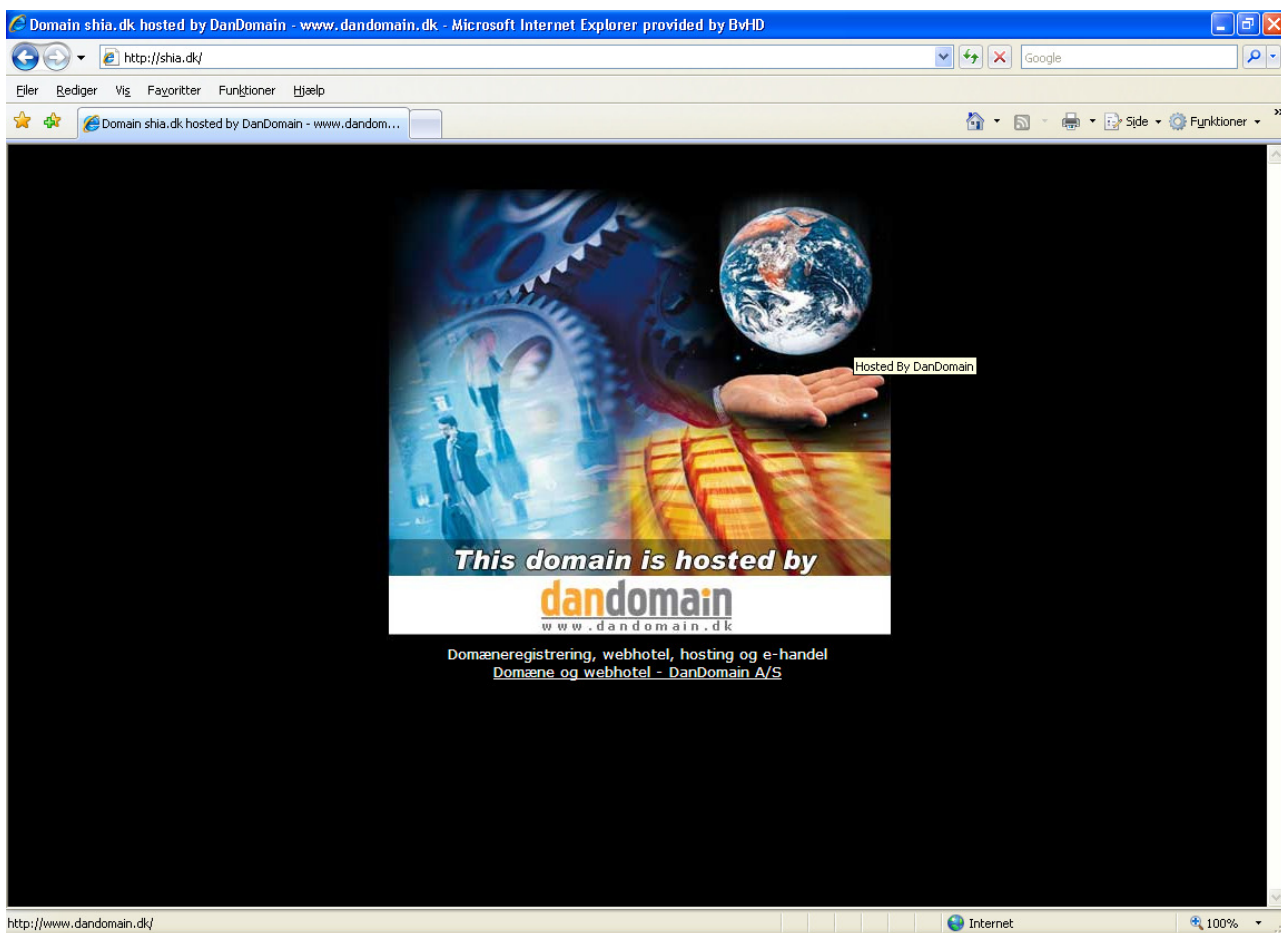 Domain shia.dk hosted by DanDomain - www.dandomain.dk - Microsoft Internet Explorer provided by BvHD
http://shia.dk/
Google
Filer Rediger Vis Favoritter Funktioner Hjælp
Domain shia.dk hosted by DanDomain - www.dandom...
Side Funktioner
Hosted By DanDomain
This domain is hosted by
dandomain
www.dandomain.dk
Domæneregistrering, webhotel, hosting og e-handel
Domæne og webhotel - DanDomain A/S
http://www.dandomain.dk/
Internet
100%